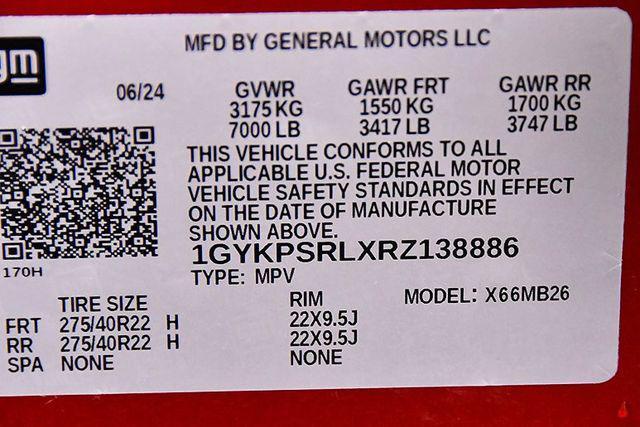 gm
MFD BY GENERAL MOTORS LLC
06/24
GVWR GAWR FRT GAWR RR
3175 KG 1550 KG 1700 KG
7000 LB 3417 LB 3747 LB
THIS VEHICLE CONFORMS TO ALL
APPLICABLE U.S. FEDERAL MOTOR
VEHICLE SAFETY STANDARDS IN EFFECT
ON THE DATE OF MANUFACTURE
SHOWN ABOVE.
1GYKPSRLXRZ138886
170H
TYPE: MPV
TIRE SIZE RIM MODEL: X66MB26
FRT 275/40R22 H 22X9.5J
RR 275/40R22 H 22X9.5J
SPA NONE NONE